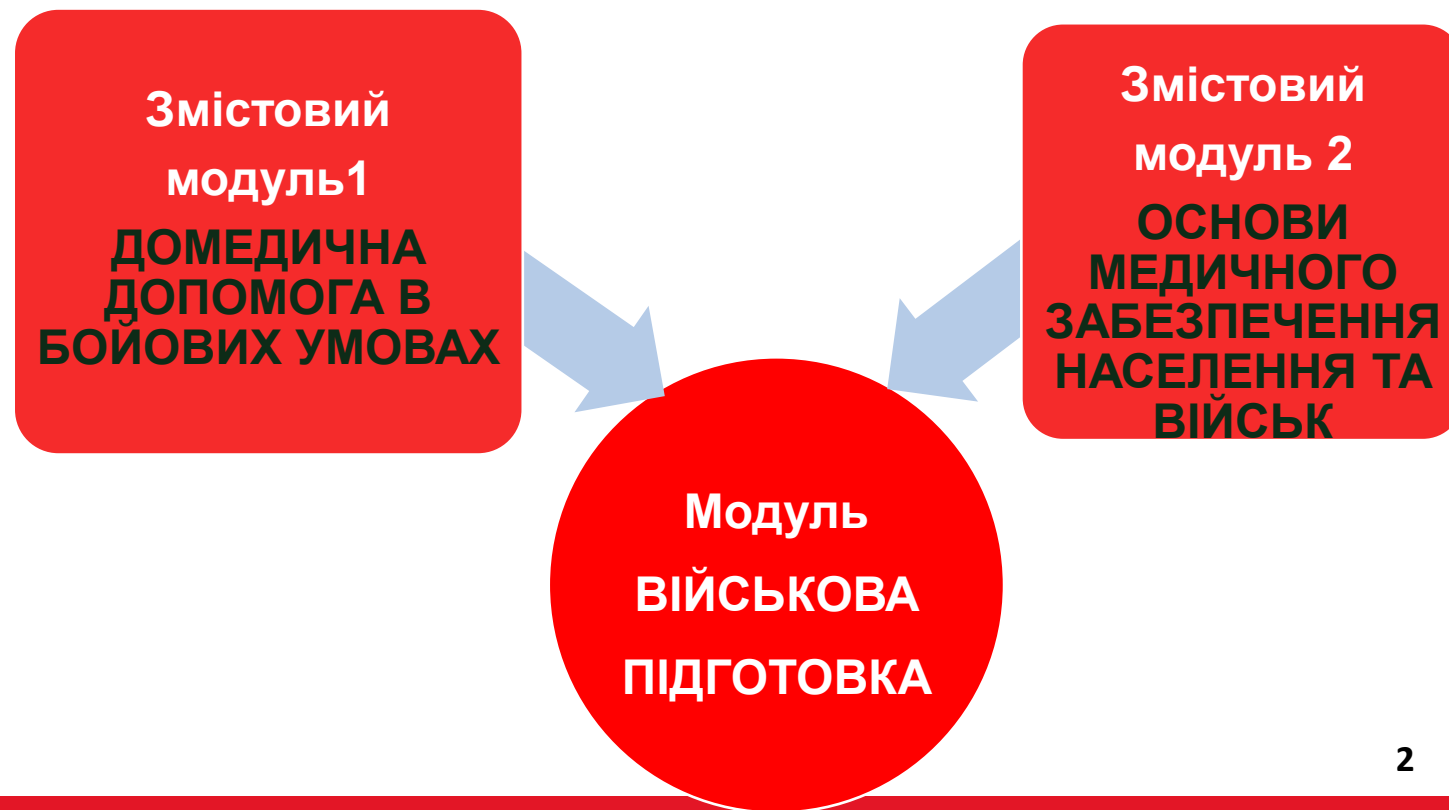 Змістовий
модуль1
ДОМЕДИЧНА
ДОПОМОГА В
БОЙОВИХ УМОВАХ
Змістовий
модуль 2
ОСНОВИ
МЕДИЧНОГО
ЗАБЕЗПЕЧЕННЯ
НАСЕЛЕННЯ ТА
ВІЙСЬК
Модуль
ВІЙСЬКОВА
ПІДГОТОВКА
2